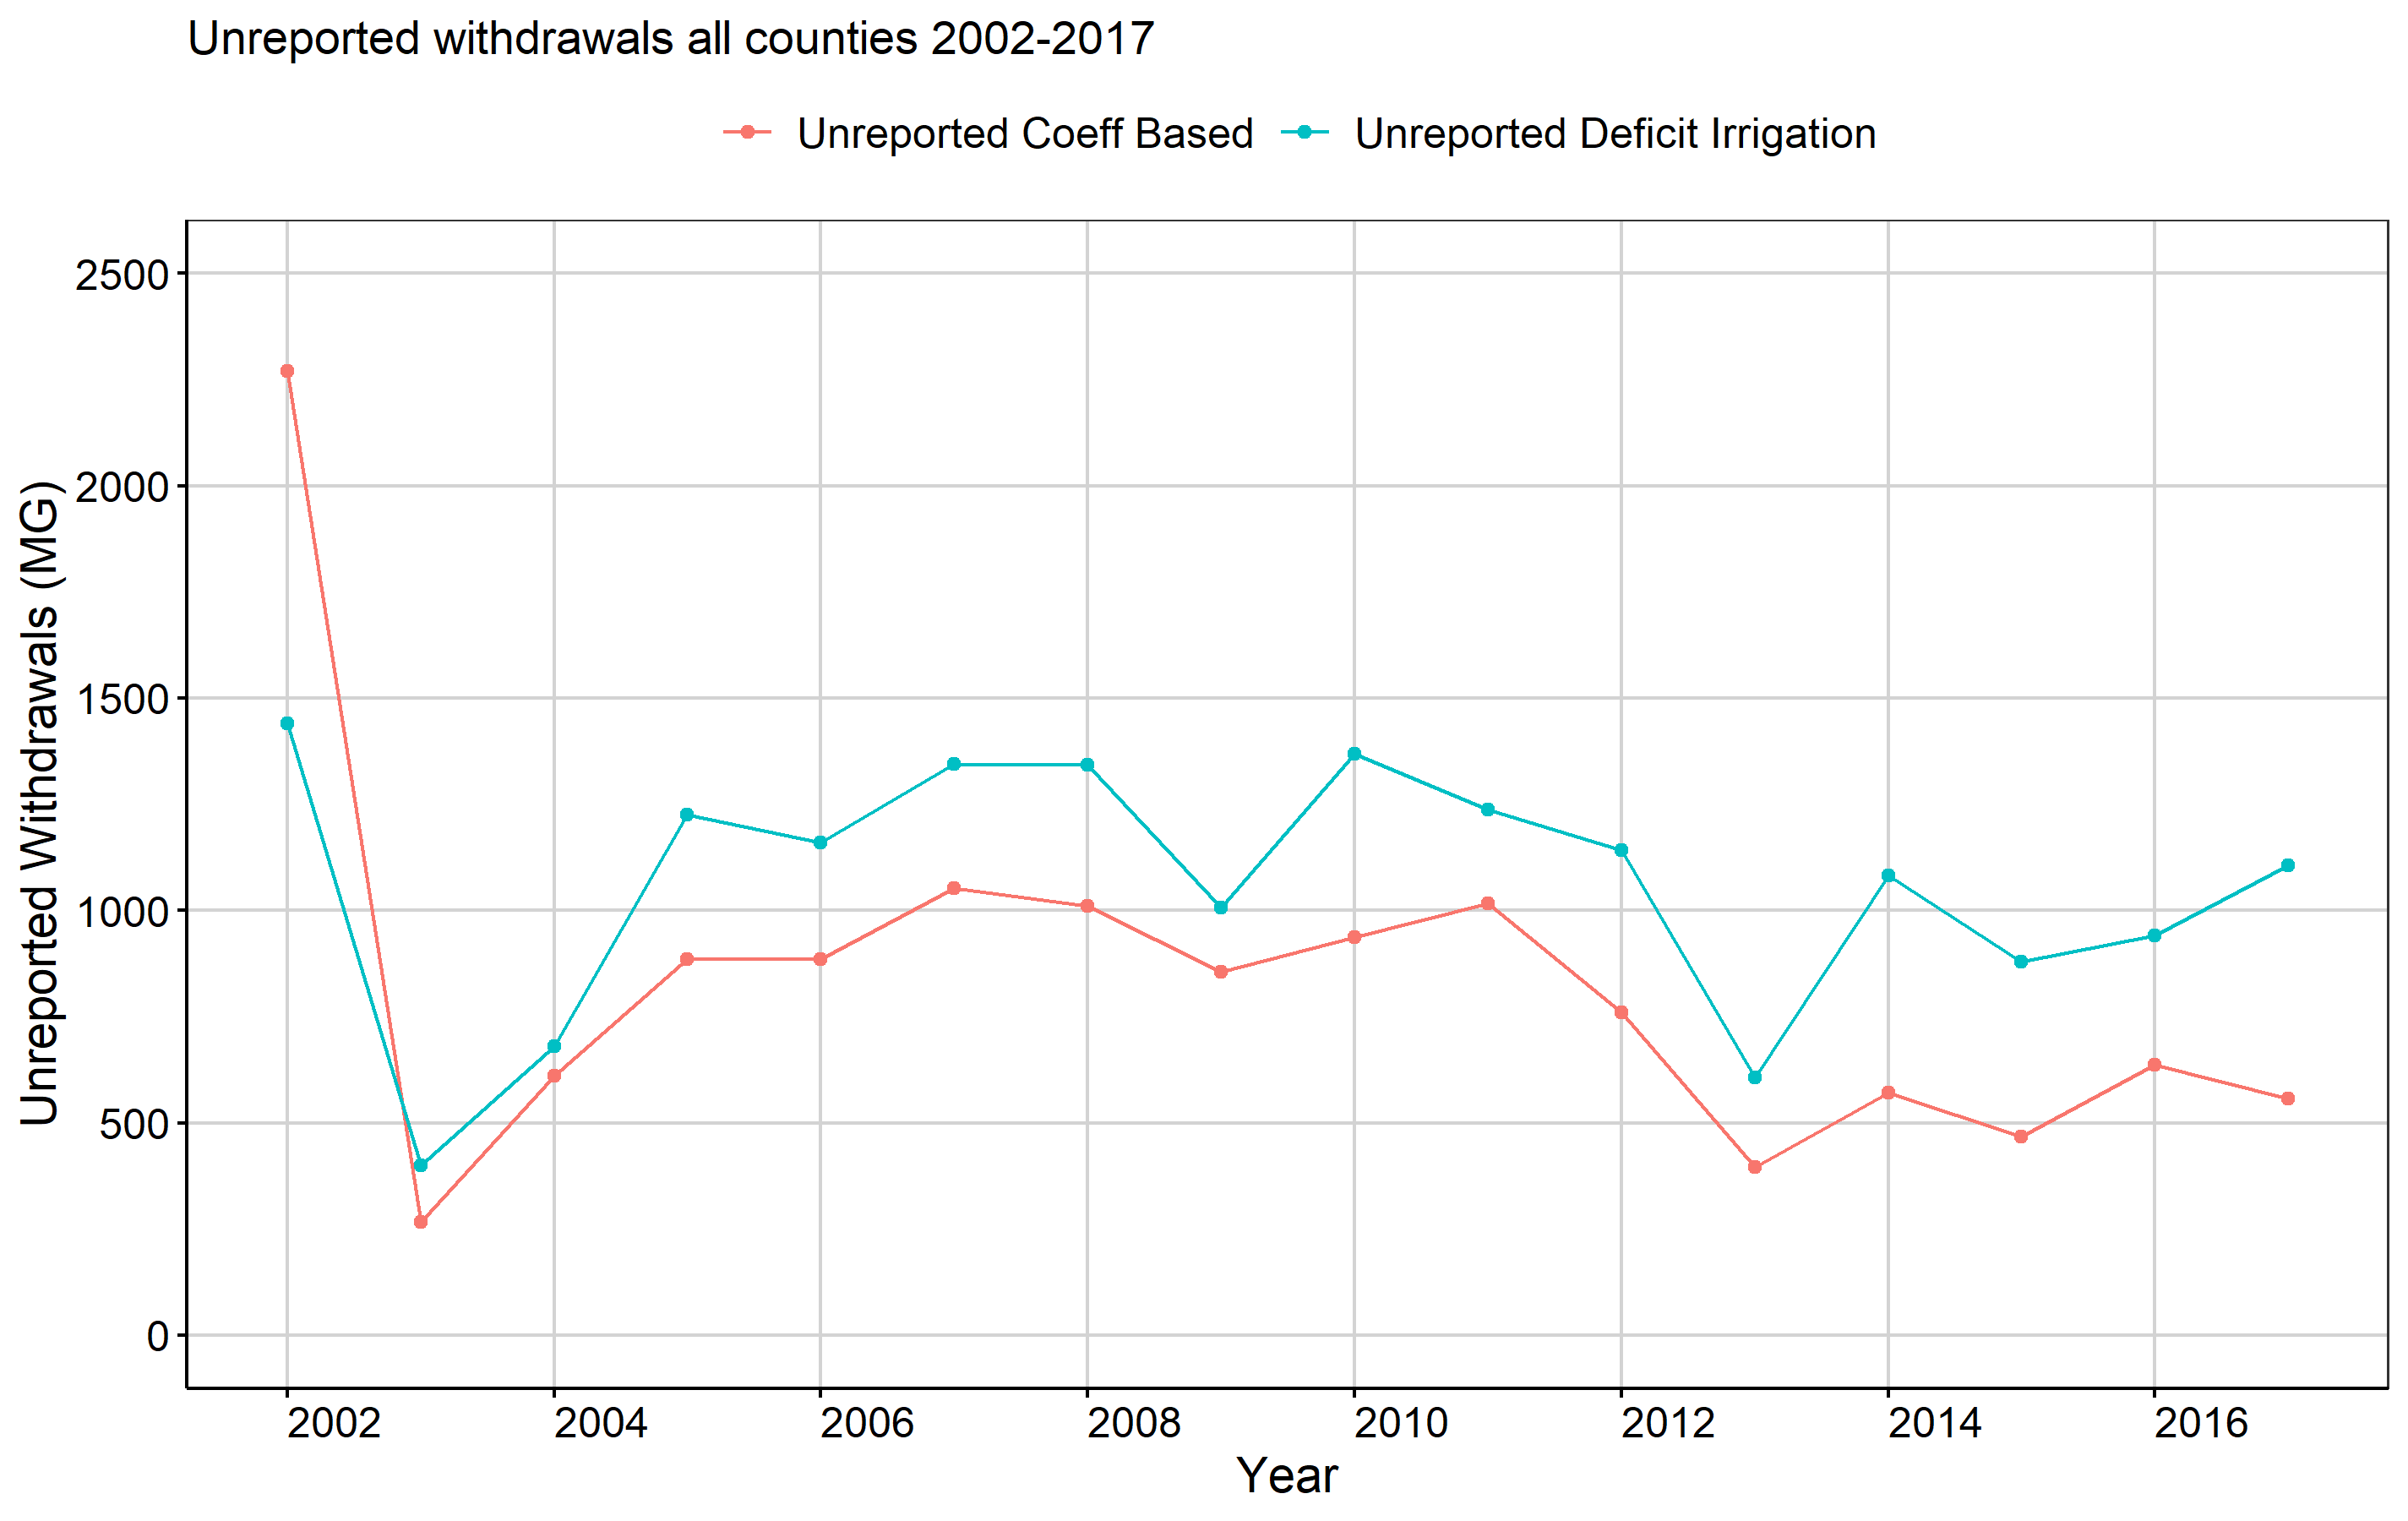 Unreported withdrawals all counties 2002-2017
Unreported Coeff Based Unreported Deficit Irrigation
Unreported Withdrawals (MG)
2500
2000
1500
1000
500
0
2002 2004 2006 2008 2010 2012 2014 2016
Year